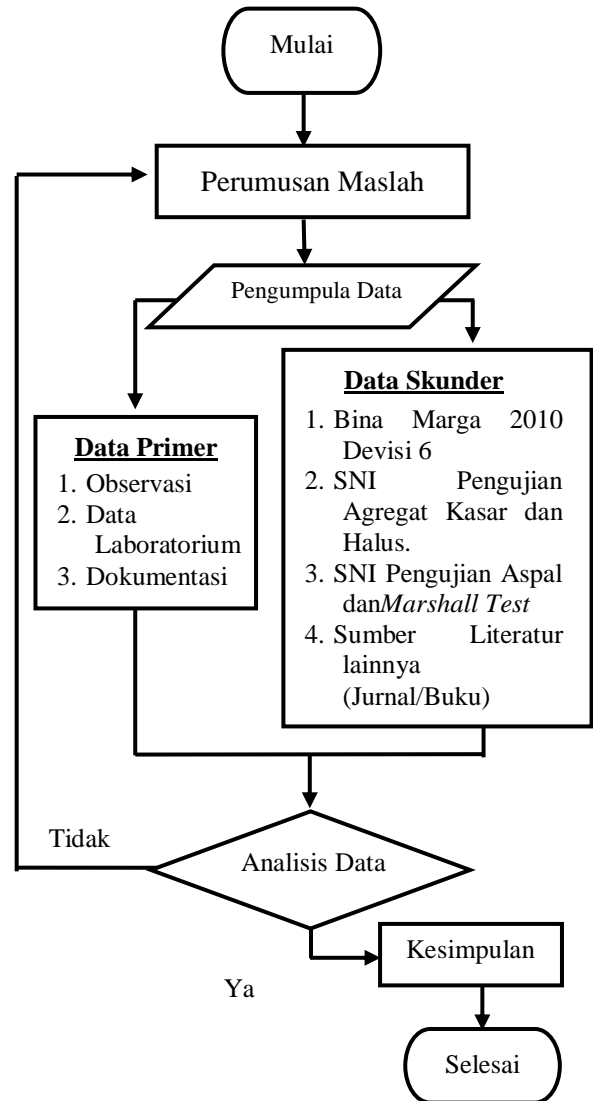 Mulai
Perumusan Maslah
Pengumpula Data
Data Primer
1. Observasi
2. Data
Laboratorium
3. Dokumentasi
Data Skunder
1. Bina Marga 2010
Devisi 6
2. SNI Pengujian
Agregat Kasar dan
Halus.
3. SNI Pengujian Aspal
danMarshall Test
4. Sumber Literatur
lainnya
(Jurnal/Buku)
Tidak
Analisis Data
Kesimpulan
Ya
Selesai